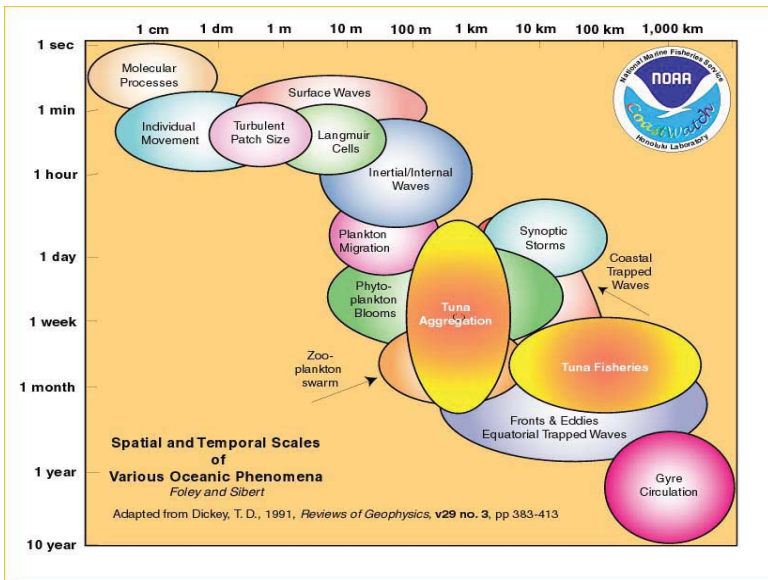 1 cm 1 dm 1 m 10 m 100 m 1 km 10 km 100 km 1,000 km
1 sec
1 min
1 hour
1 day
1 week
1 month
1 year
10 year
National Marine Fisheries Service
NOAA
CoastWatch
Honolulu Laboratory
Molecular
Processes
Surface Waves
Individual
Movement
Turbulent
Patch Size
Langmuir
Cells
Inertial/Internal
Waves
Plankton
Migration
Synoptic
Storms
Coastal
Trapped
Waves
Phyto-
plankton
Blooms
Tuna
Aggregation
Zoo-
plankton
swarm
Tuna Fisheries
Fronts & Eddies
Equatorial Trapped Waves
Gyre
Circulation
Spatial and Temporal Scales
of
Various Oceanic Phenomena
Foley and Sibert
Adapted from Dickey, T. D., 1991, Reviews of Geophysics, v29 no. 3, pp 383-413